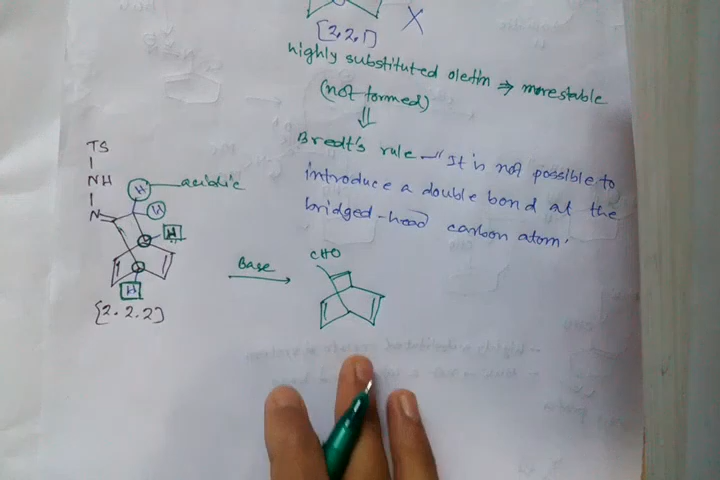 [2,2,1]
X
highly substituted olefin ⇒ more stable
(not formed)
⇓
Bredt's rule - "It is not possible to
introduce a double bond at the
bridged-head carbon atom.
TS
NH
N
H
acidic
H
H
H
[2.2.2]
Base
CHO